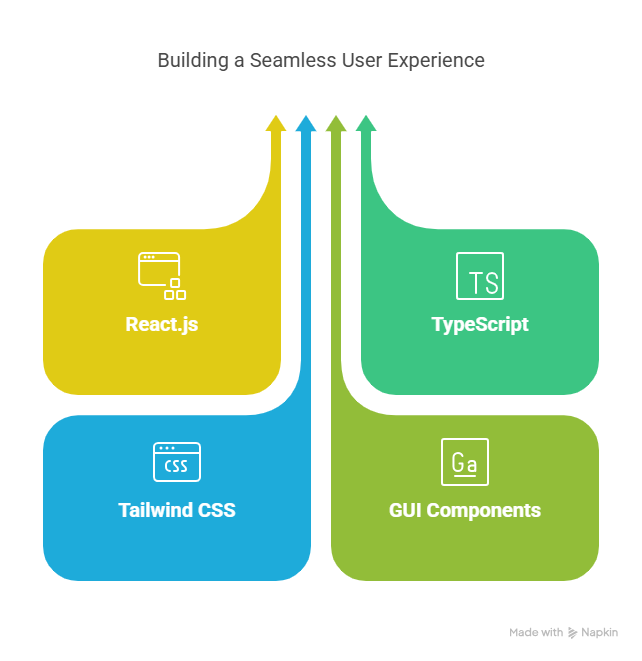 Building a Seamless User Experience
React.js
TS
TypeScript
CSS
Tailwind CSS
Ga
GUI Components
Made with Napkin